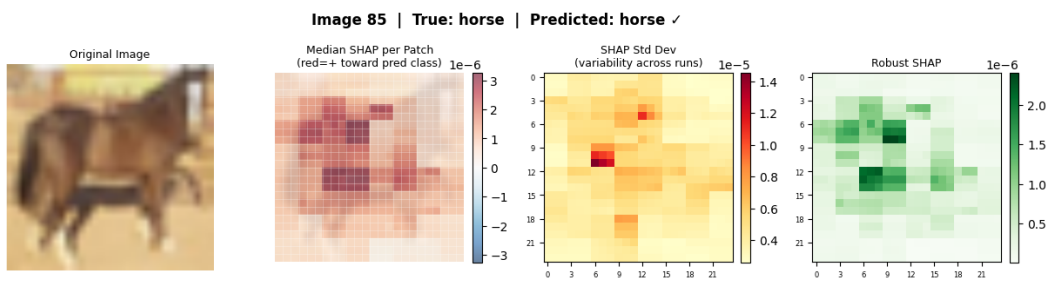 Image 85 | True: horse | Predicted: horse ✓
Original Image
Median SHAP per Patch
(red=+ toward pred class)
1e−6
3
2
1
0
−1
−2
−3
SHAP Std Dev
(variability across runs)
1e−5
0
3
6
9
12
15
18
21
0 3 6 9 12 15 18 21
1.4
1.2
1.0
0.8
0.6
0.4
Robust SHAP
1e−6
0
3
6
9
12
15
18
21
0 3 6 9 12 15 18 21
2.0
1.5
1.0
0.5